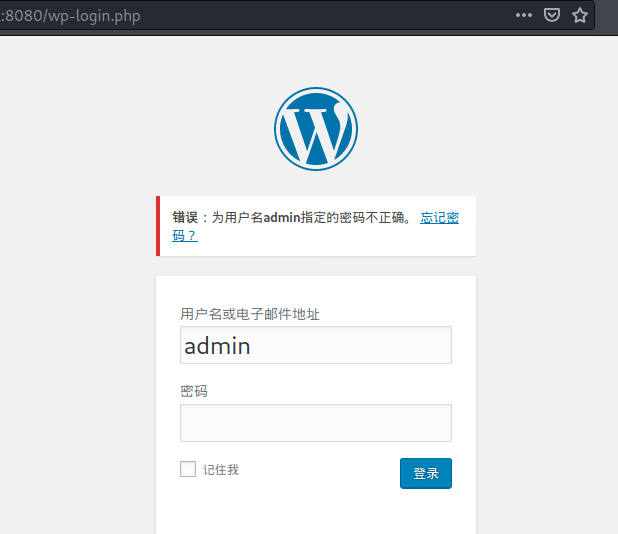 :8080/wp-login.php
错误：为用户名admin指定的密码不正确。 忘记密
码？
用户名或电子邮件地址
admin
密码
记住我
登录